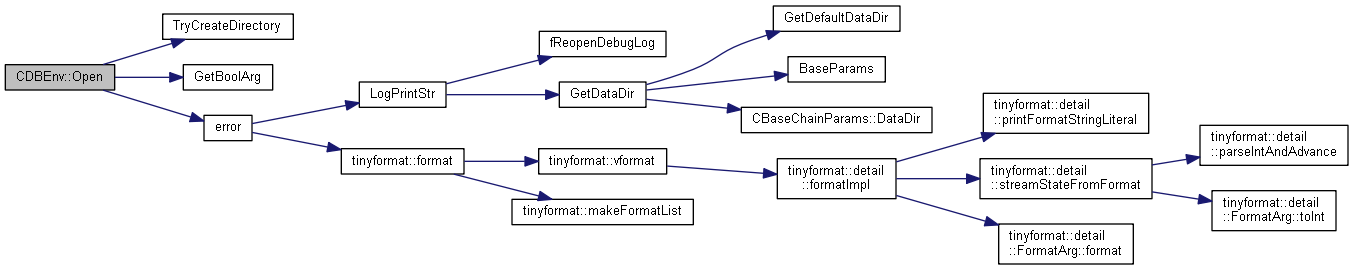 CDBEnv::Open
TryCreateDirectory
GetBoolArg
error
LogPrintStr
fReopenDebugLog
GetDataDir
GetDefaultDataDir
BaseParams
CBaseChainParams::DataDir
tinyformat::format
tinyformat::vformat
tinyformat::makeFormatList
tinyformat::detail
::formatImpl
tinyformat::detail
::printFormatStringLiteral
tinyformat::detail
::streamStateFromFormat
tinyformat::detail
::FormatArg::format
tinyformat::detail
::parseIntAndAdvance
tinyformat::detail
::FormatArg::toInt